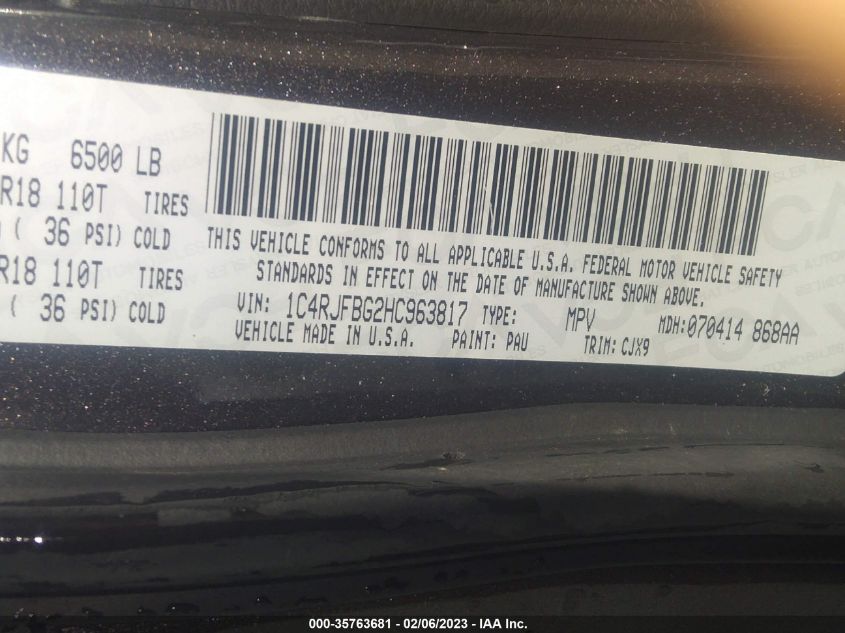 KG 6500 LB
R18 110T TIRES
( 36 PSI) COLD
R18 110T TIRES
( 36 PSI) COLD
THIS VEHICLE CONFORMS TO ALL APPLICABLE U.S.A. FEDERAL MOTOR VEHICLE SAFETY
STANDARDS IN EFFECT ON THE DATE OF MANUFACTURE SHOWN ABOVE.
VIN: 1C4RJFBG2HC963817 TYPE: MPV MDH:070414 868AA
VEHICLE MADE IN U.S.A. PAINT: PAU TRIM: CJX9
000-35763681 - 02/06/2023 - IAA Inc.